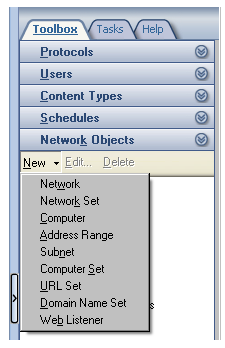 Toolbox Tasks Help
Protocols
Users
Content Types
Schedules
Network Objects
New Edit... Delete
Network
Network Set
Computer
Address Range
Subnet
Computer Set
URL Set
Domain Name Set
Web Listener